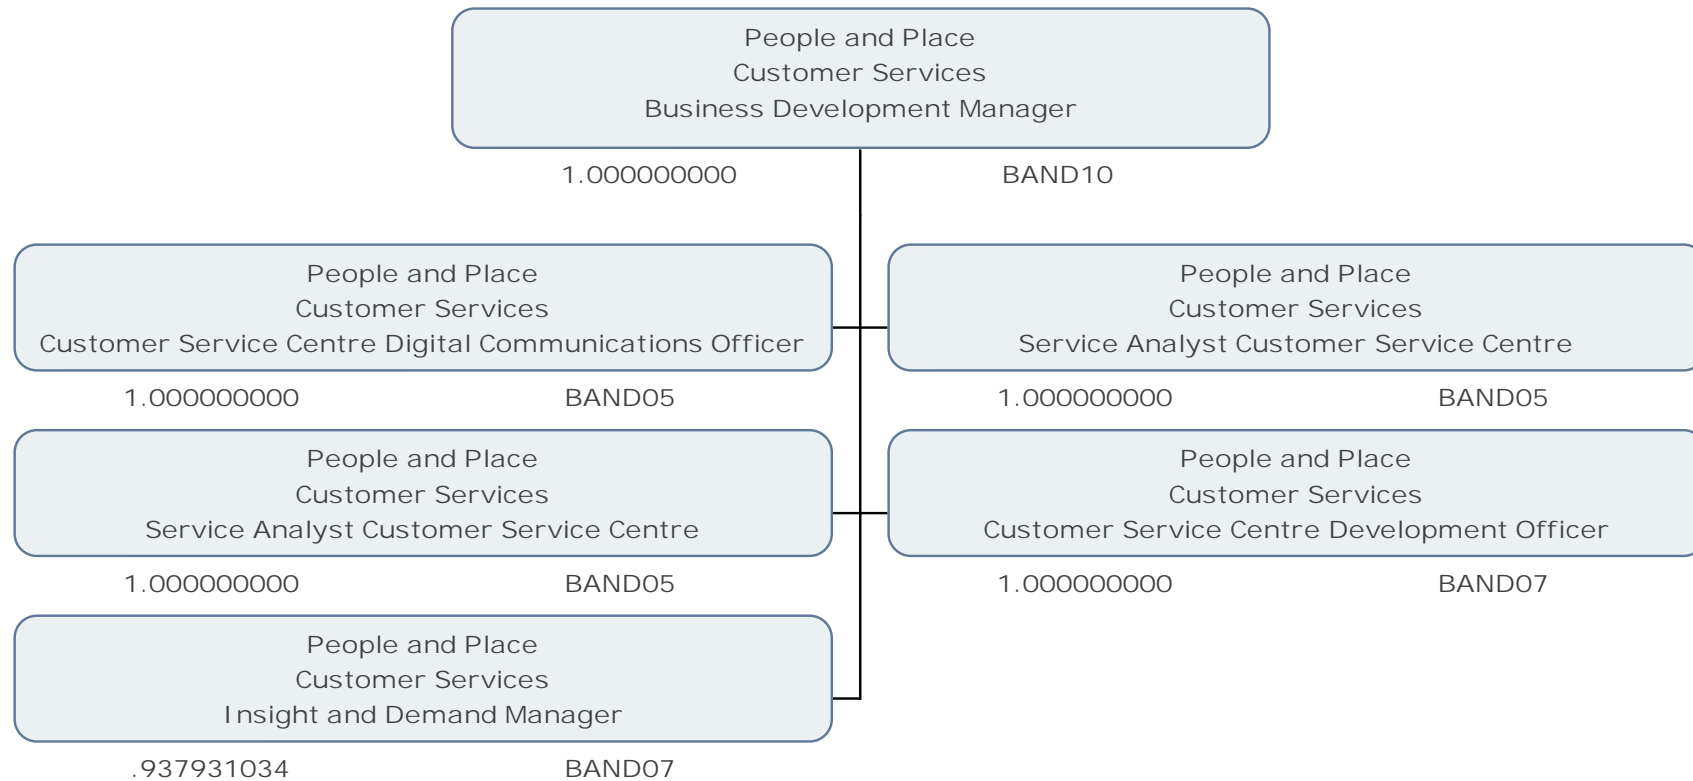 People and Place
Customer Services
Business Development Manager
1.000000000 BAND10
People and Place
Customer Services
Customer Service Centre Digital Communications Officer
1.000000000 BAND05
People and Place
Customer Services
Service Analyst Customer Service Centre
1.000000000 BAND05
People and Place
Customer Services
Service Analyst Customer Service Centre
1.000000000 BAND05
People and Place
Customer Services
Customer Service Centre Development Officer
1.000000000 BAND07
People and Place
Customer Services
Insight and Demand Manager
.937931034 BAND07